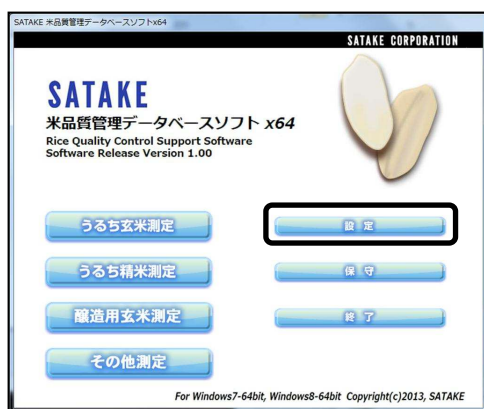 SATAKE 米品質管理データベースソフトx64
SATAKE CORPORATION
SATAKE
米品質管理データベースソフト x64
Rice Quality Control Support Software
Software Release Version 1.00
うるち玄米測定
設 定
うるち精米測定
保 守
醸造用玄米測定
終 了
その他測定
For Windows7-64bit, Windows8-64bit Copyright(c)2013, SATAKE